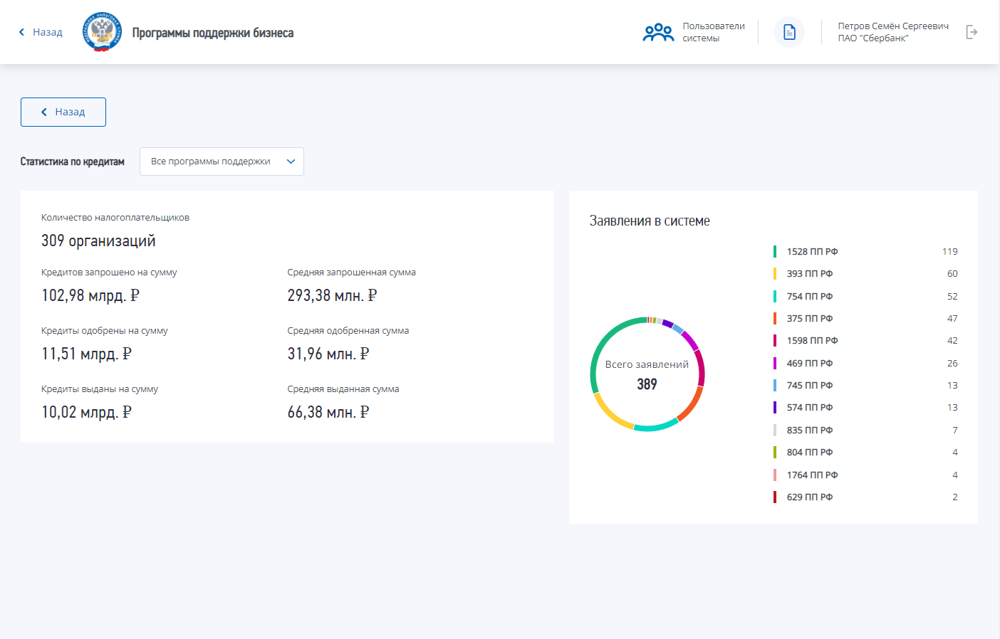 Назад
Программы поддержки бизнеса
Пользователи
системы
Петров Семён Сергеевич
ПАО "Сбербанк"
Назад
Статистика по кредитам
Все программы поддержки
Количество налогоплательщиков
309 организаций
Кредитов запрошено на сумму
102,98 млрд. ₽
Средняя запрошенная сумма
293,38 млн. ₽
Кредиты одобрены на сумму
11,51 млрд. ₽
Средняя одобренная сумма
31,96 млн. ₽
Кредиты выданы на сумму
10,02 млрд. ₽
Средняя выданная сумма
66,38 млн. ₽
Заявления в системе
Всего заявлений
389
1528 ПП РФ 119
393 ПП РФ 60
754 ПП РФ 52
375 ПП РФ 47
1598 ПП РФ 42
469 ПП РФ 26
745 ПП РФ 13
574 ПП РФ 13
835 ПП РФ 7
804 ПП РФ 4
1764 ПП РФ 4
629 ПП РФ 2